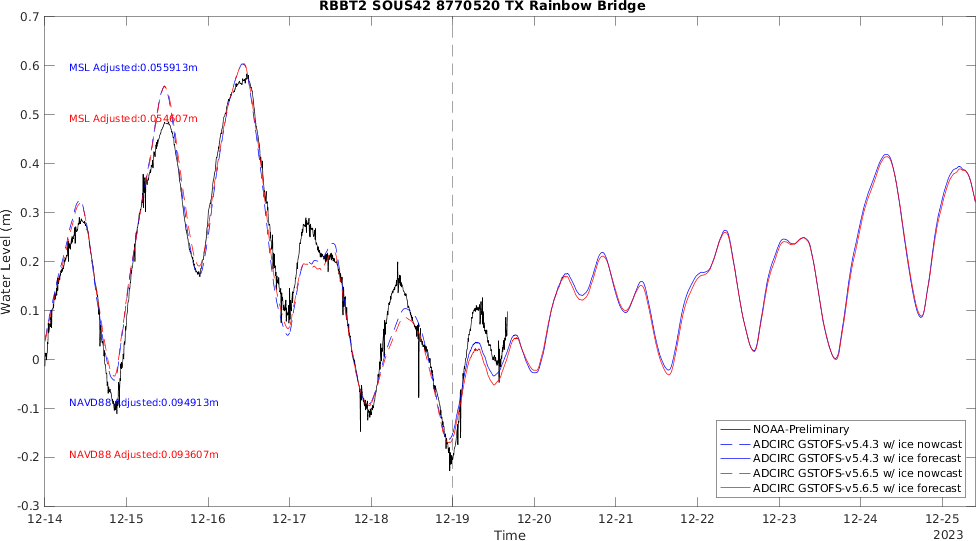 RBBT2 SOUS42 8770520 TX Rainbow Bridge
0.7
0.6
0.5
0.4
0.3
0.2
0.1
0
-0.1
-0.2
-0.3
Water Level (m)
MSL Adjusted:0.055913m
MSL Adjusted:0.054607m
NAVD88 Adjusted:0.094913m
NAVD88 Adjusted:0.093607m
NOAA-Preliminary
ADCIRC GSTOFS-v5.4.3 w/ ice nowcast
ADCIRC GSTOFS-v5.4.3 w/ ice forecast
ADCIRC GSTOFS-v5.6.5 w/ ice nowcast
ADCIRC GSTOFS-v5.6.5 w/ ice forecast
12-14 12-15 12-16 12-17 12-18 12-19 12-20 12-21 12-22 12-23 12-24 12-25
Time
2023